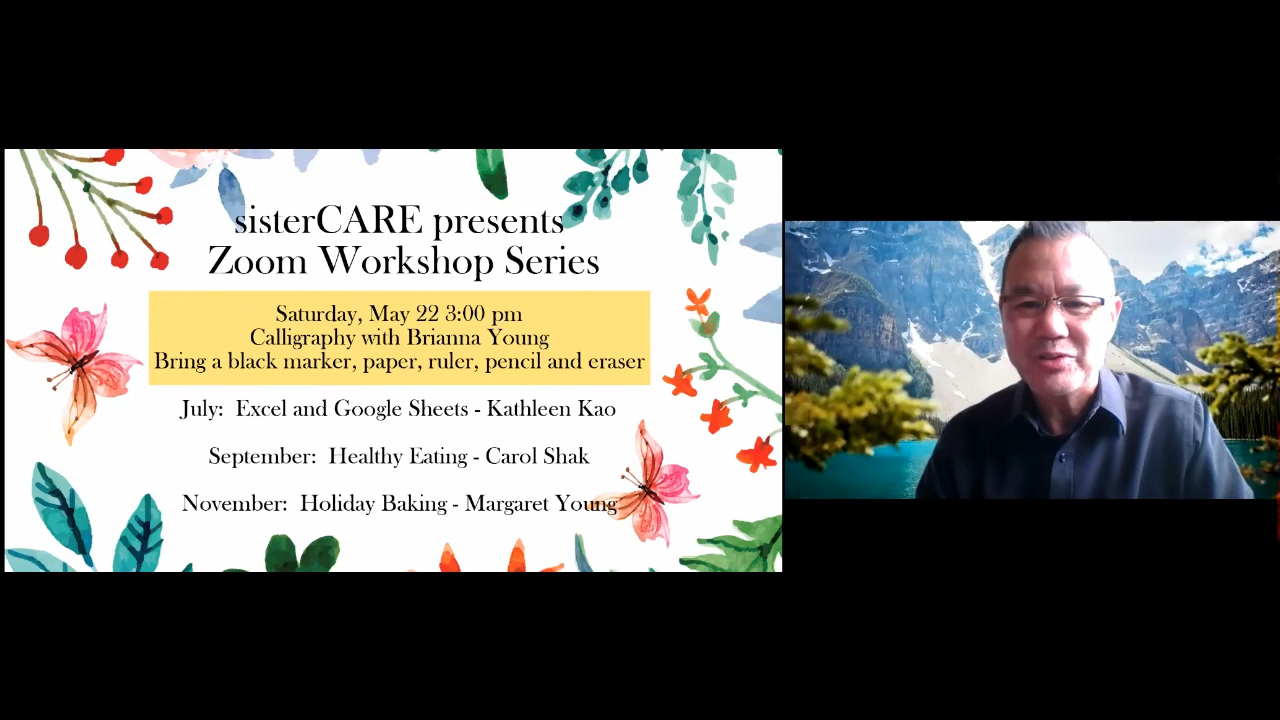 sisterCARE presents
Zoom Workshop Series
Saturday, May 22 3:00 pm
Calligraphy with Brianna Young
Bring a black marker, paper, ruler, pencil and eraser
July:  Excel and Google Sheets - Kathleen Kao
September:  Healthy Eating - Carol Shak
November:  Holiday Baking - Margaret Young